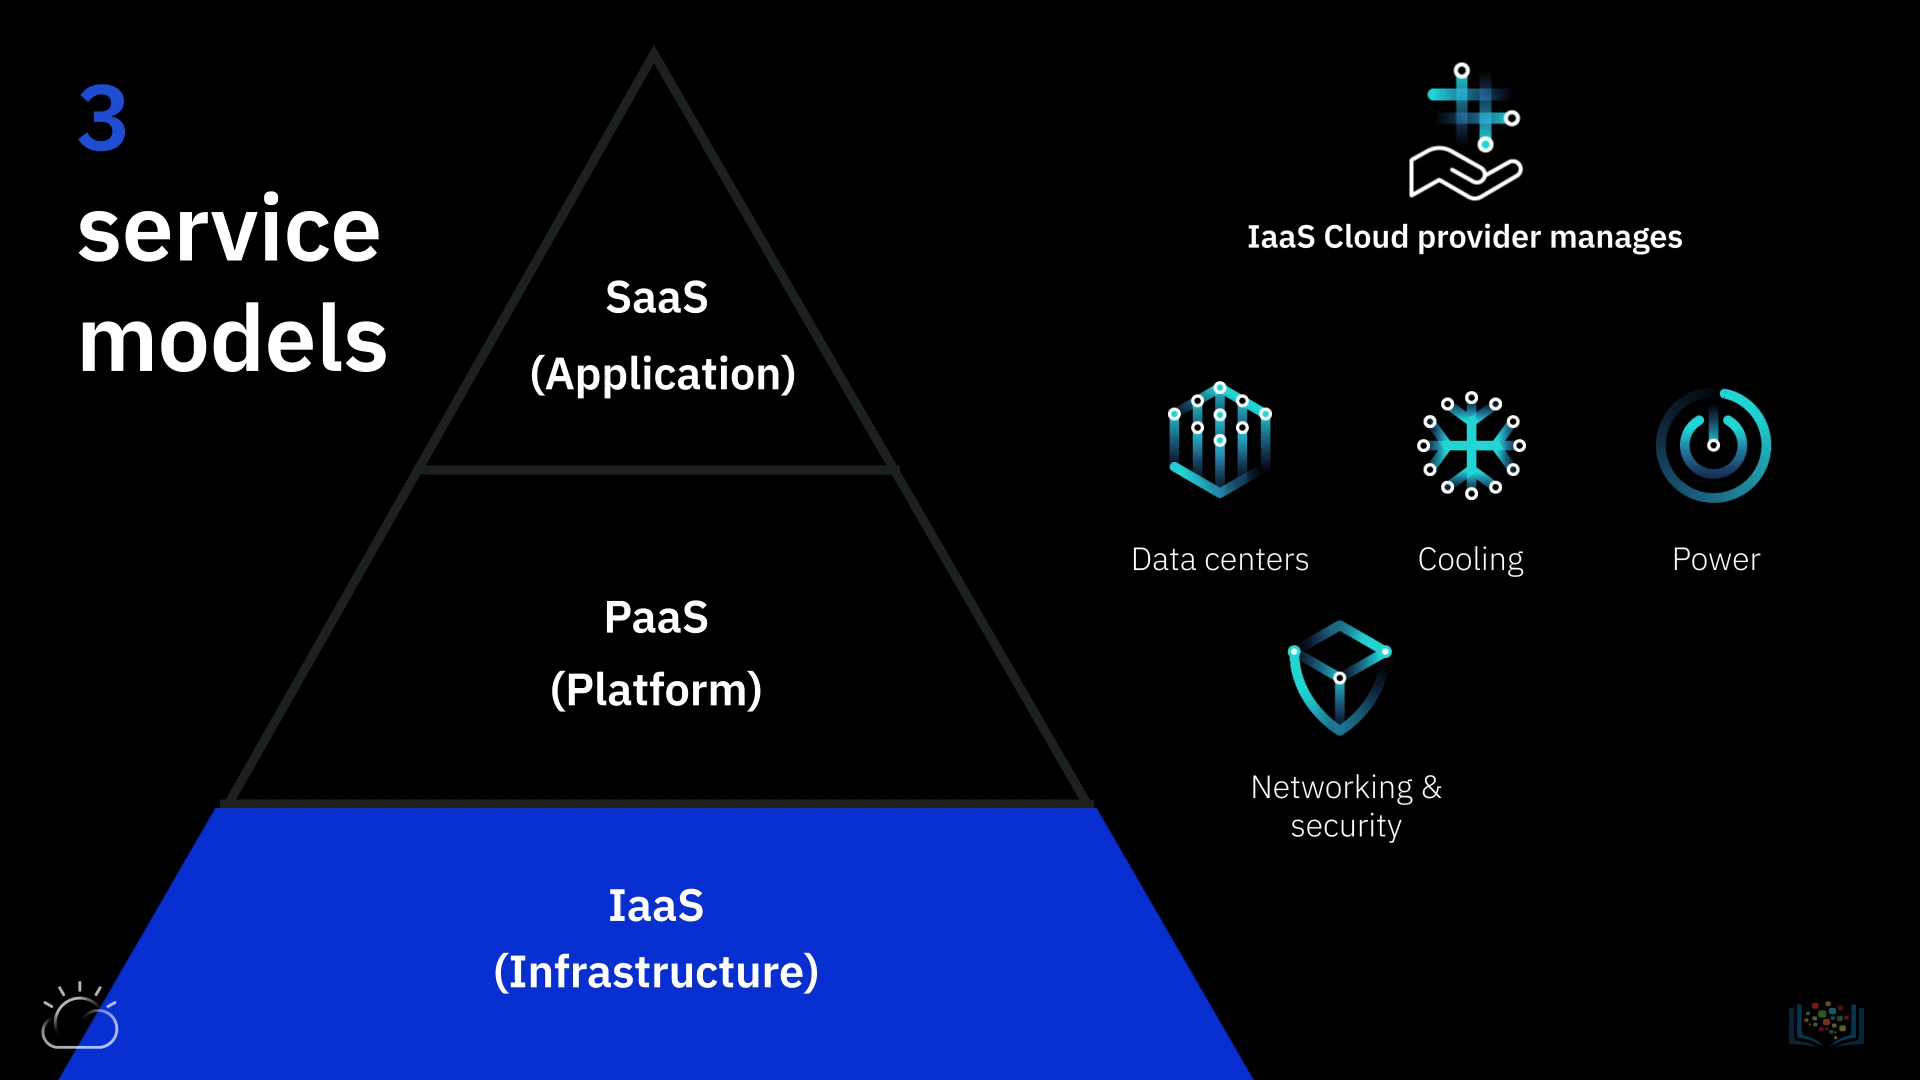 3
service
models
SaaS
(Application)
PaaS
(Platform)
IaaS
(Infrastructure)
IaaS Cloud provider manages
Data centers
Cooling
Power
Networking &
security